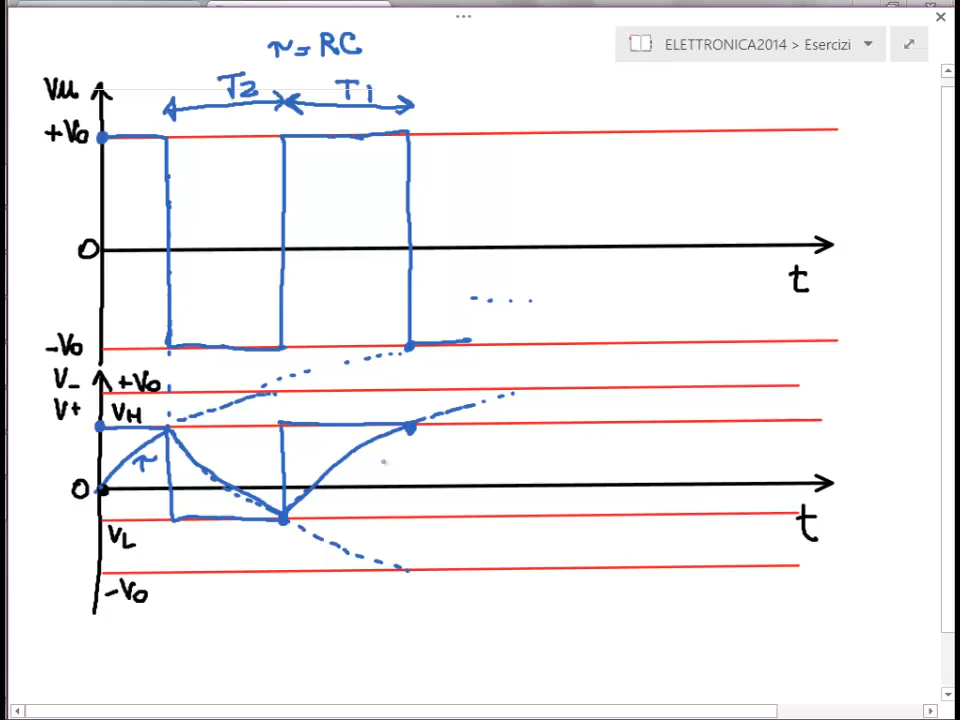 ELETTRONICA2014 > Esercizi
τ = RC
T2 T1
Vu
+Vo
0
t
-Vo
V- +Vo
V+ VH
τ
0
VL
t
-Vo